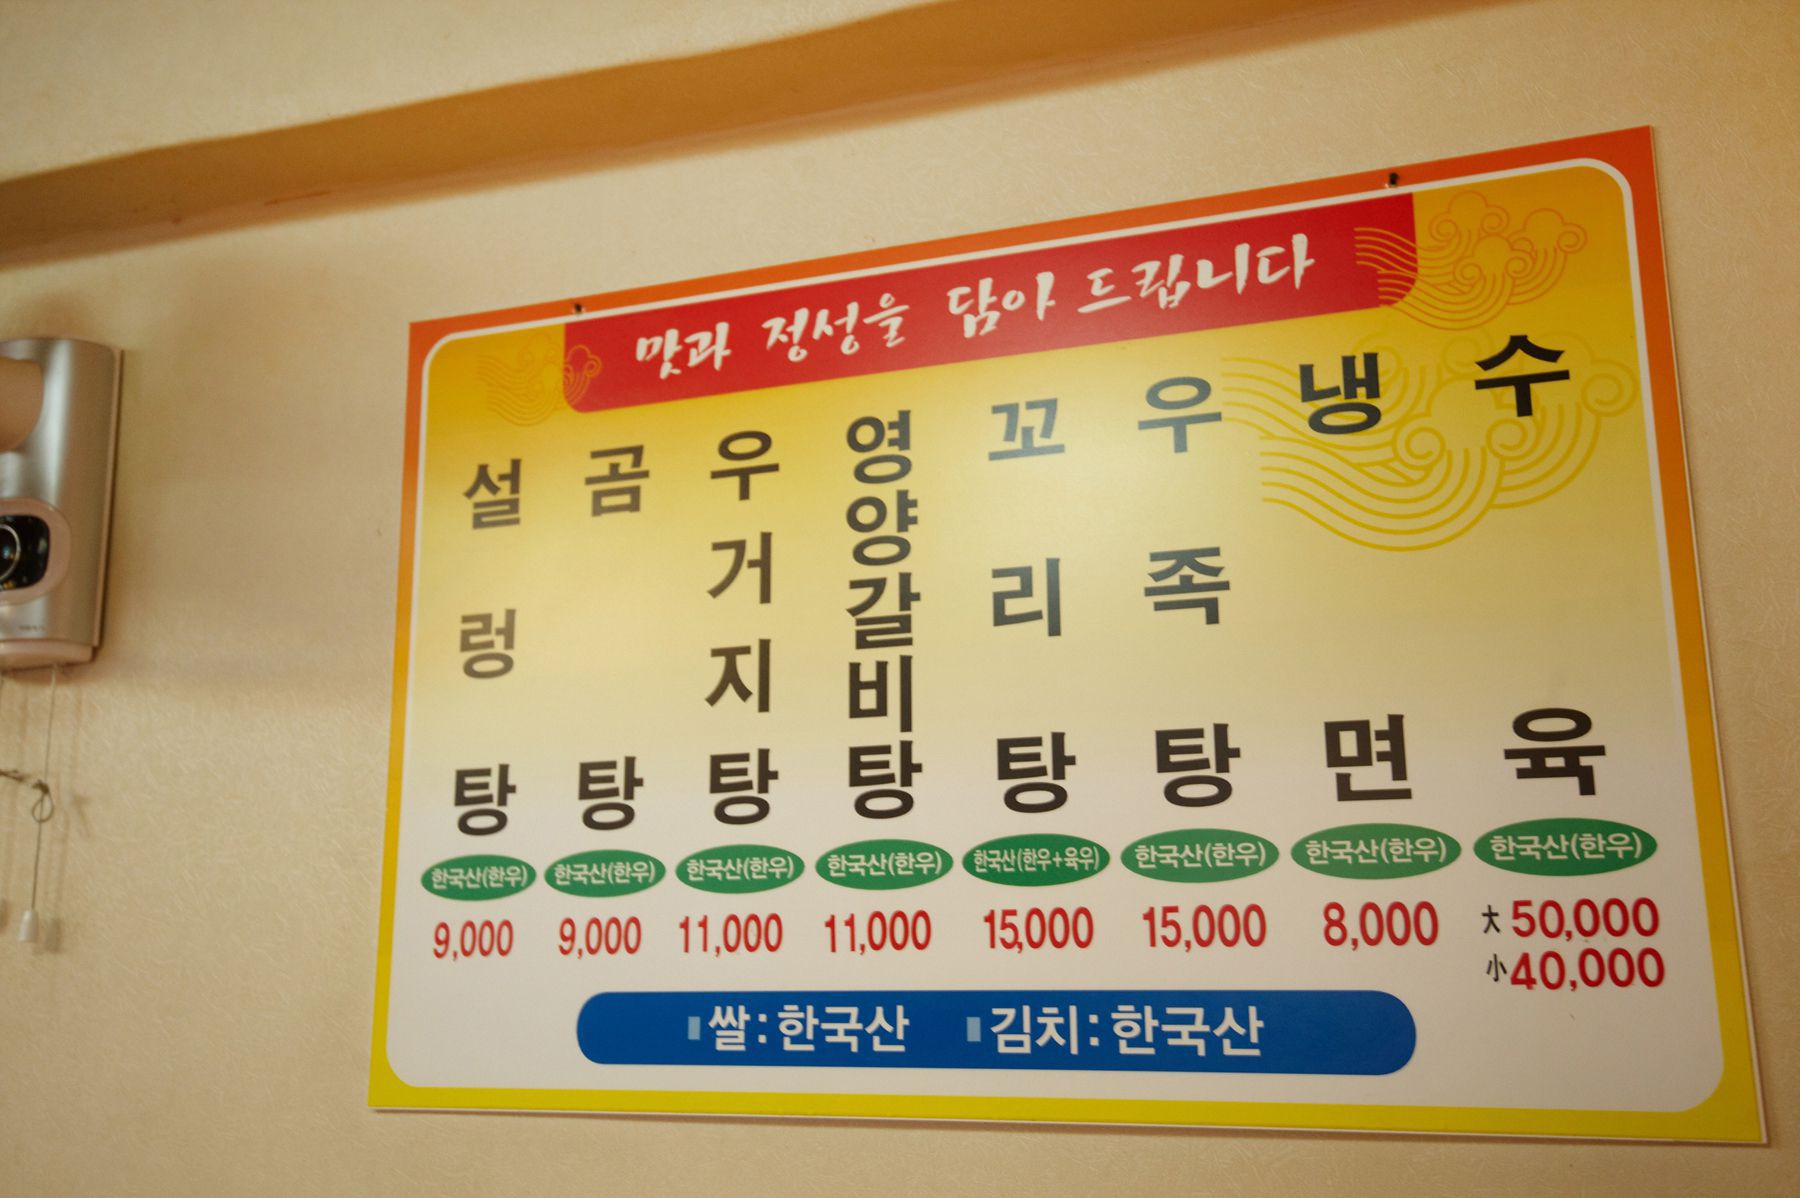 맛과 정성을 담아 드립니다
설렁탕
한국산(한우)
9,000
곰탕
한국산(한우)
9,000
우거지탕
한국산(한우)
11,000
영양갈비탕
한국산(한우)
11,000
꼬리탕
한국산(한우+육우)
15,000
우족탕
한국산(한우)
15,000
냉면
한국산(한우)
8,000
수육
한국산(한우)
大 50,000
小 40,000
쌀:한국산 김치:한국산